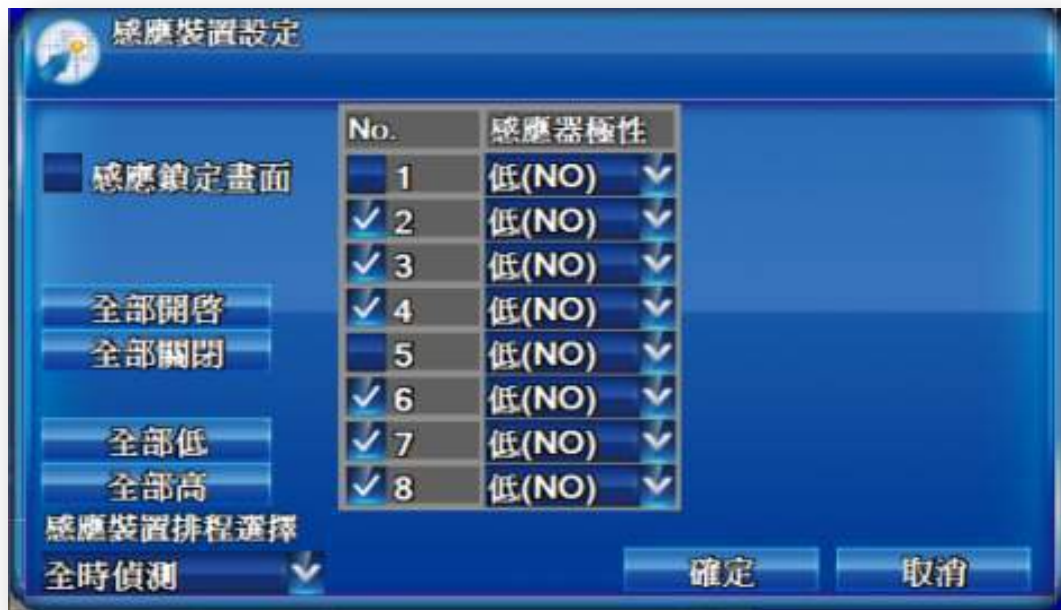 感應裝置設定
No. 感應器極性
感應鎖定畫面
1 低(NO)
2 低(NO)
3 低(NO)
全部開啓
4 低(NO)
全部關閉
5 低(NO)
6 低(NO)
全部低
7 低(NO)
全部高
8 低(NO)
感應裝置排程選擇
全時偵測
確定 取消